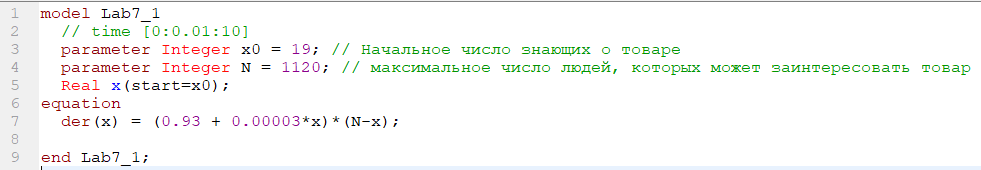 1 model Lab7_1
2 // time [0:0.01:10]
3 parameter Integer x0 = 19; // Начальное число знающих о товаре
4 parameter Integer N = 1120; // максимальное число людей, которых может заинтересовать товар
5 Real x(start=x0);
6 equation
7 der(x) = (0.93 + 0.00003*x)*(N-x);
8
9 end Lab7_1;